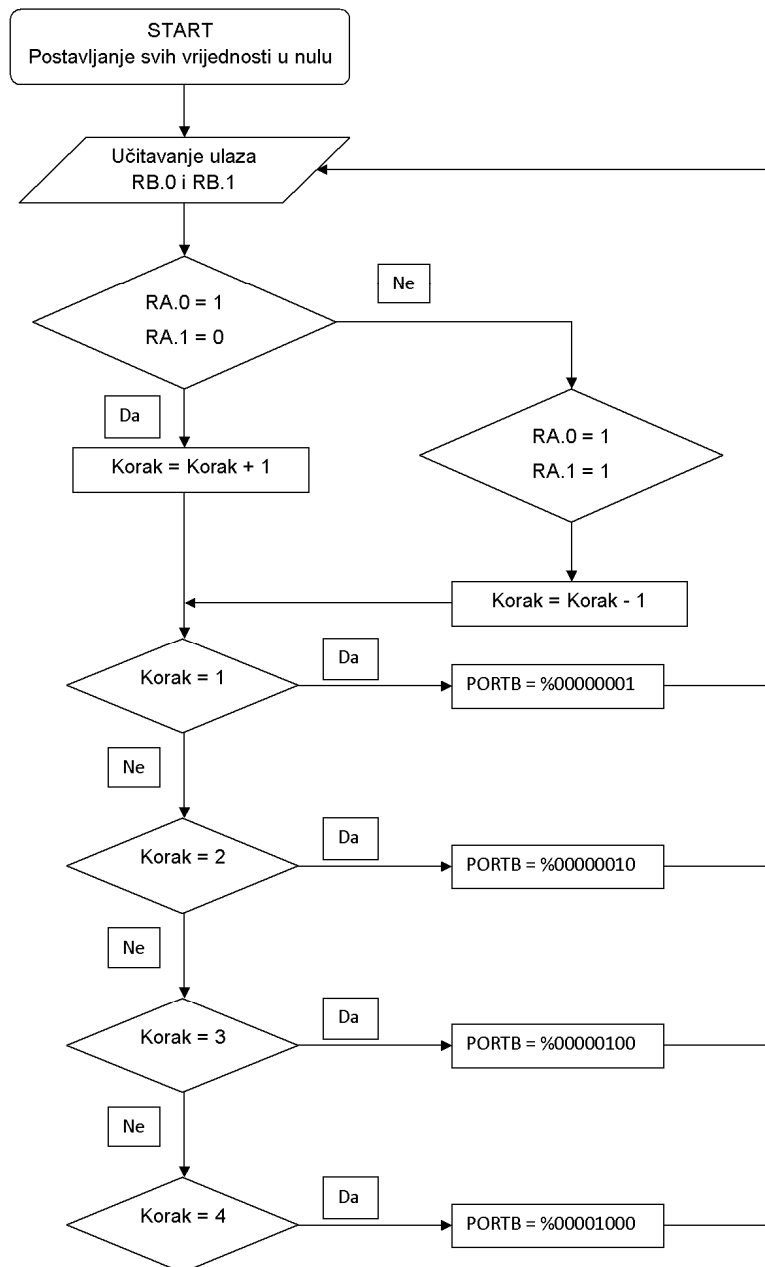 START
Postavljanje svih vrijednosti u nulu
Učitavanje ulaza
RB.0 i RB.1
RA.0 = 1
RA.1 = 0
Ne
Da
Korak = Korak + 1
RA.0 = 1
RA.1 = 1
Korak = Korak - 1
Korak = 1
Da
PORTB = %00000001
Ne
Korak = 2
Da
PORTB = %00000010
Ne
Korak = 3
Da
PORTB = %00000100
Ne
Korak = 4
Da
PORTB = %00001000